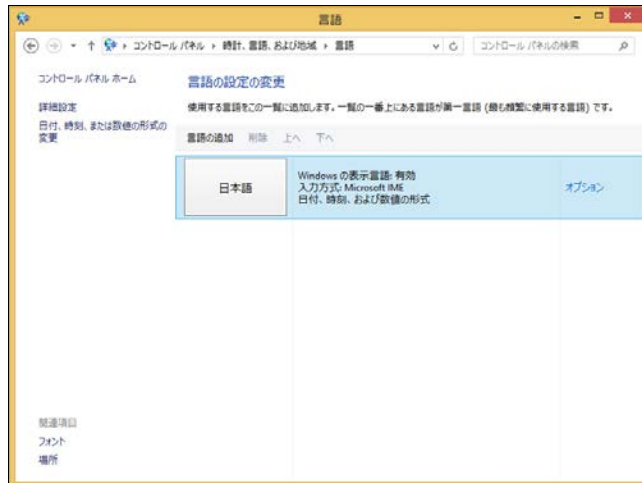 言語
コントロール パネル ▸ 時計、言語、および地域 ▸ 言語
コントロール パネルの検索
コントロール パネル ホーム
詳細設定
日付、時刻、または数値の形式の
変更
言語の設定の変更
使用する言語をこの一覧に追加します。一覧の一番上にある言語が第一言語 (最も頻繁に使用する言語) です。
言語の追加 削除 上へ 下へ
日本語
Windows の表示言語: 有効
入力方式: Microsoft IME
日付、時刻、および数値の形式
オプション
関連項目
フォント
場所